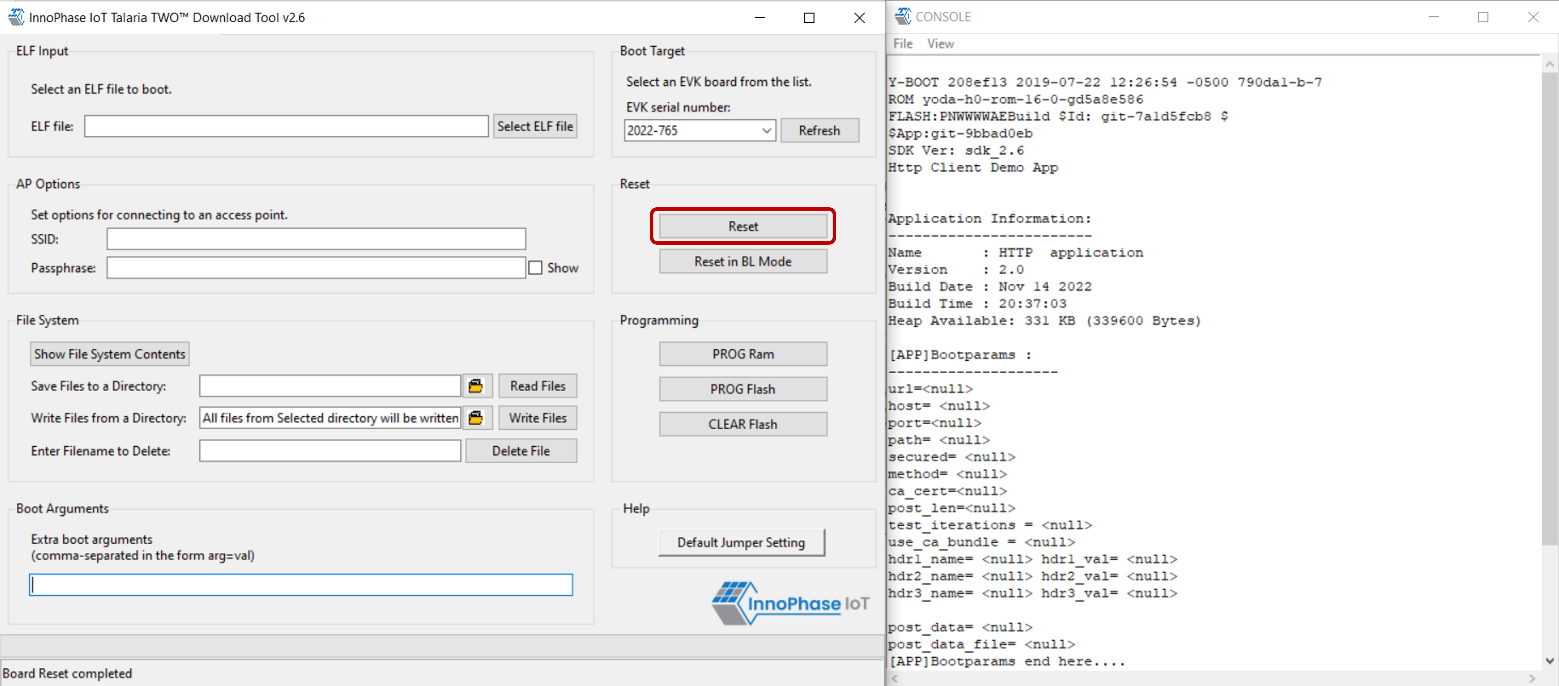 InnoPhase IoT Talaria TWO™ Download Tool v2.6
ELF Input
Select an ELF file to boot.
ELF file:
Select ELF file
AP Options
Set options for connecting to an access point.
SSID:
Passphrase:
Show
File System
Show File System Contents
Save Files to a Directory:
Read Files
Write Files from a Directory:
All files from Selected directory will be written
Write Files
Enter Filename to Delete:
Delete File
Boot Arguments
Extra boot arguments
(comma-separated in the form arg=val)
Boot Target
Select an EVK board from the list.
EVK serial number:
2022-765
Refresh
Reset
Reset
Reset in BL Mode
Programming
PROG Ram
PROG Flash
CLEAR Flash
Help
Default Jumper Setting
InnoPhase IoT
Board Reset completed
CONSOLE
File View
Y-BOOT 208ef13 2019-07-22 12:26:54 -0500 790da1-b-7
ROM yoda-h0-rom-16-0-gd5a8e586
FLASH:PNWWWWAEBuild $Id: git-7a1d5fcb8 $
$App:git-9bbad0eb
SDK Ver: sdk_2.6
Http Client Demo App
Application Information:
------------------------
Name       : HTTP  application
Version    : 2.0
Build Date : Nov 14 2022
Build Time : 20:37:03
Heap Available: 331 KB (339600 Bytes)
[APP]Bootparams :
--------------------
url=<null>
host= <null>
port=<null>
path= <null>
secured= <null>
method= <null>
ca_cert=<null>
post_len=<null>
test_iterations = <null>
use_ca_bundle = <null>
hdr1_name= <null> hdr1_val= <null>
hdr2_name= <null> hdr2_val= <null>
hdr3_name= <null> hdr3_val= <null>
post_data= <null>
post_data_file= <null>
[APP]Bootparams end here....